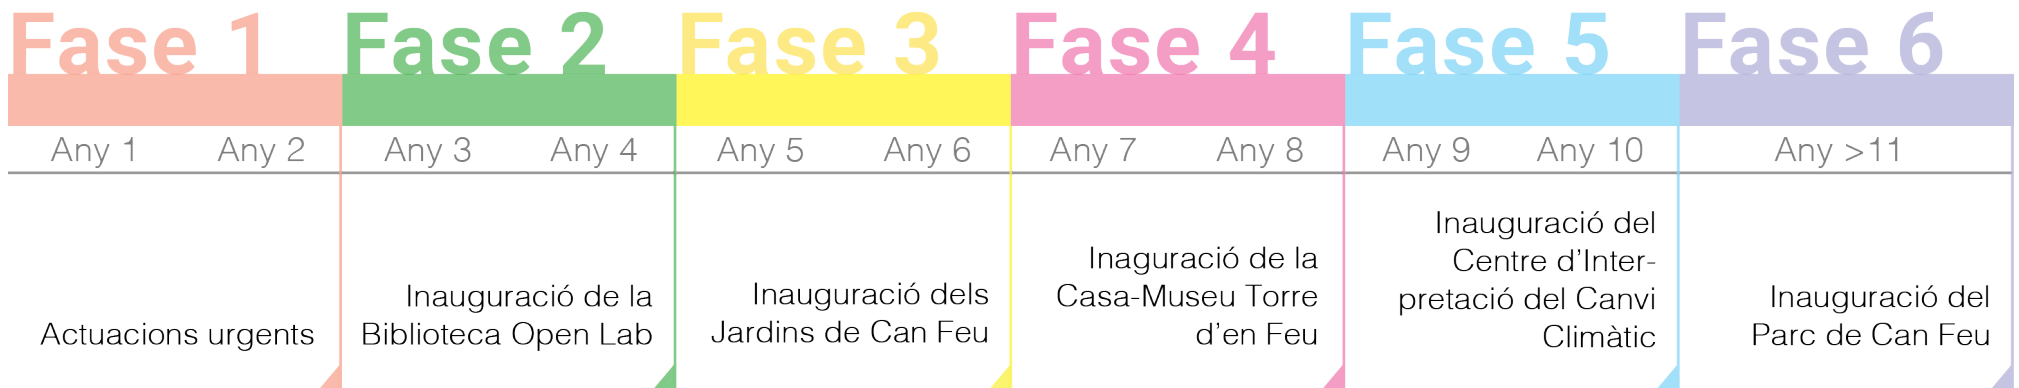 Fase 1
Fase 2
Fase 3
Fase 4
Fase 5
Fase 6
Any 1
Any 2
Any 3
Any 4
Any 5
Any 6
Any 7
Any 8
Any 9
Any 10
Any >11
Actuacions urgents
Inauguració de la
Biblioteca Open Lab
Inauguració dels
Jardins de Can Feu
Inaguració de la
Casa-Museu Torre
d’en Feu
Inauguració del
Centre d’Inter-
pretació del Canvi
Climàtic
Inauguració del
Parc de Can Feu